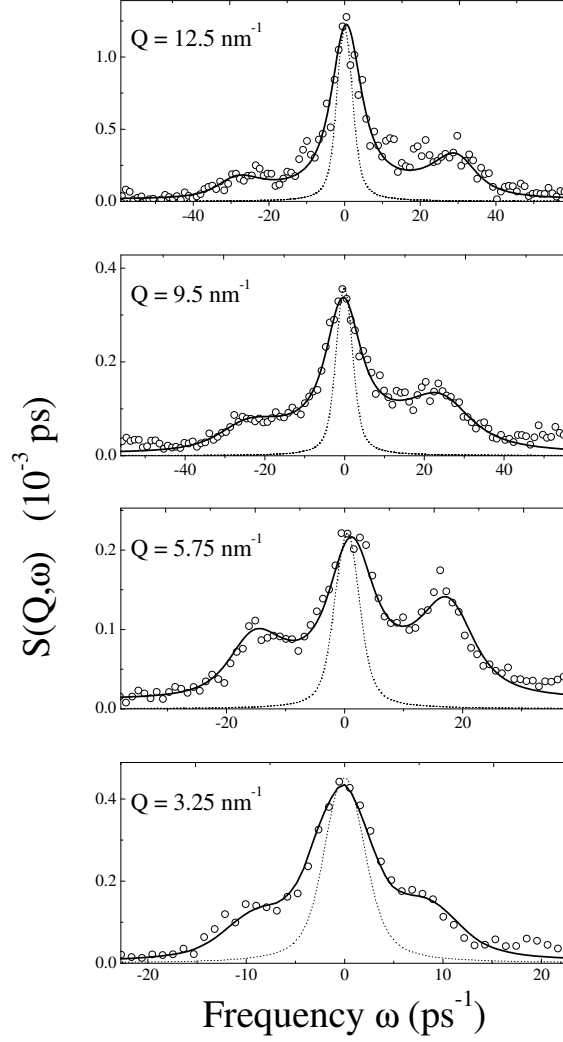 Q = 12.5 nm⁻¹
1.0
0.5
0.0
-40 -20 0 20 40
Q = 9.5 nm⁻¹
0.4
0.2
0.0
-40 -20 0 20 40
Q = 5.75 nm⁻¹
0.2
0.1
0.0
-20 0 20
Q = 3.25 nm⁻¹
0.4
0.2
0.0
-20 -10 0 10 20
S(Q,ω) (10⁻³ ps)
Frequency ω (ps⁻¹)